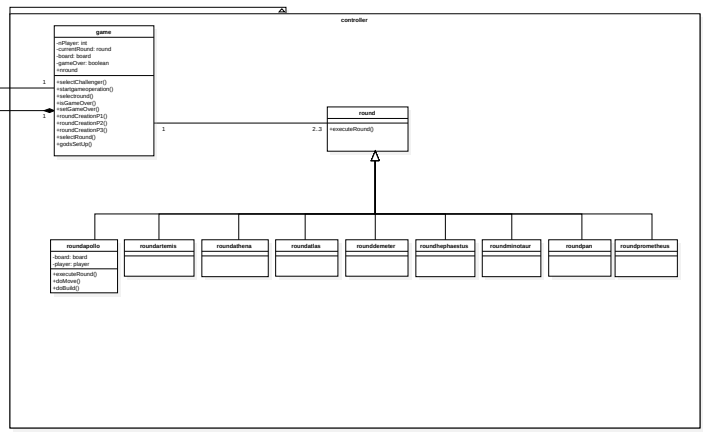 controller
game
-nPlayer: int
-currentRound: round
-board: board
-gameOver: boolean
+nround
+selectChallenger()
+startgameoperation()
+selectround()
+isGameOver()
+setGameOver()
+roundCreationP1()
+roundCreationP2()
+roundCreationP3()
+selectRound()
+godsSetUp()
1
1
1
2..3
round
+executeRound()
roundapollo
-board: board
-player: player
+executeRound()
+doMove()
+doBuild()
roundartemis
roundathena
roundatlas
rounddemeter
roundhephaestus
roundminotaur
roundpan
roundprometheus